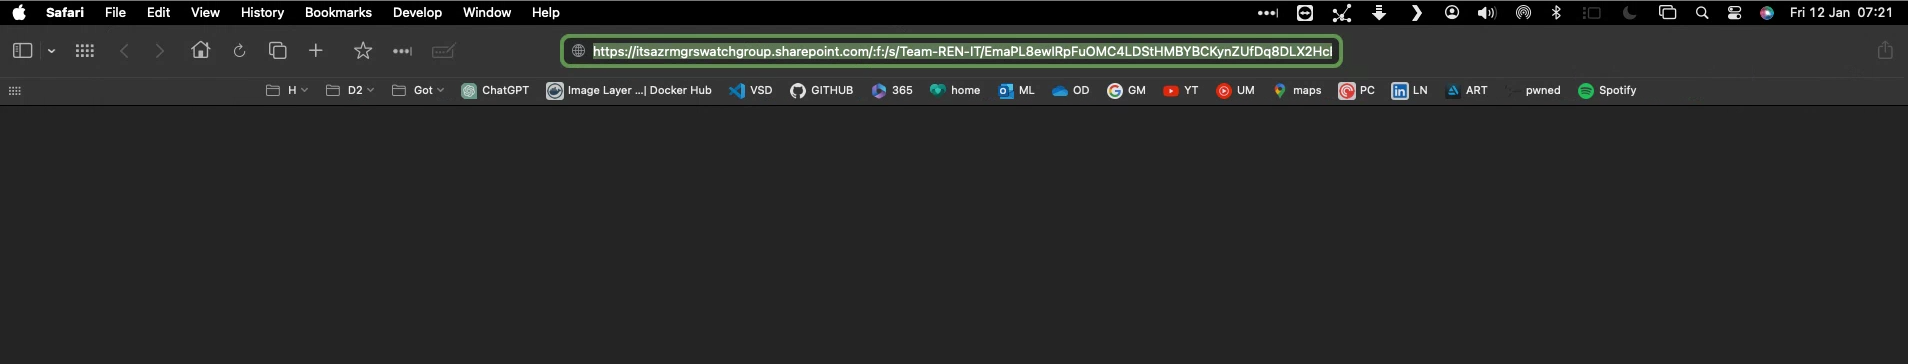 Safari File Edit View History Bookmarks Develop Window Help Fri 12 Jan 07:21
https://itsazrmgrswatchgroup.sharepoint.com/:f:/s/Team-REN-IT/EmaPL8ewlRpFuOMC4LDStHMBYBCKynZUfDq8DLX2Hcl
H D2 Got ChatGPT Image Layer ...| Docker Hub VSD GITHUB 365 home ML OD GM YT UM maps PC LN ART pwned Spotify